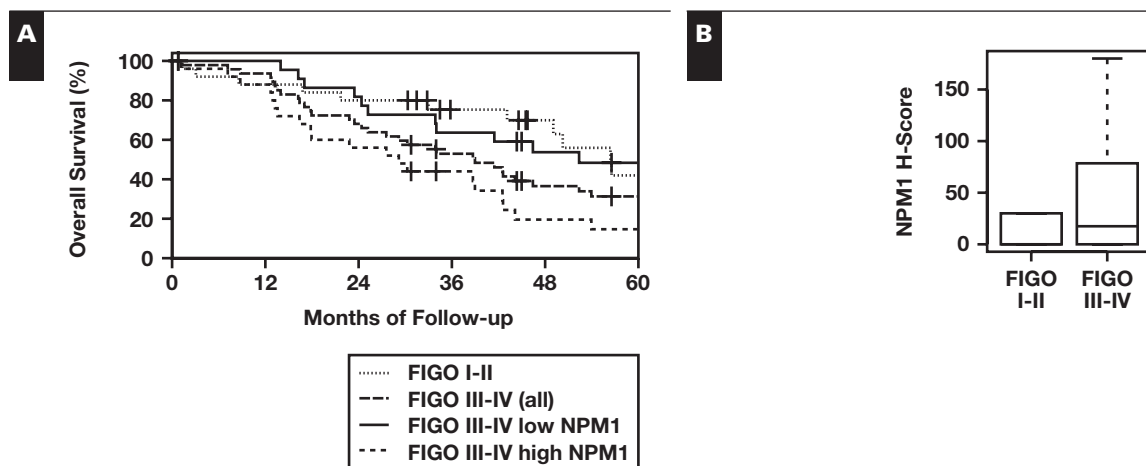 A
Overall Survival (%)
100
80
60
40
20
0
0 12 24 36 48 60
Months of Follow-up
FIGO I-II
FIGO III-IV (all)
FIGO III-IV low NPM1
FIGO III-IV high NPM1
B
NPM1 H-Score
150
100
50
0
FIGO FIGO
I-II III-IV